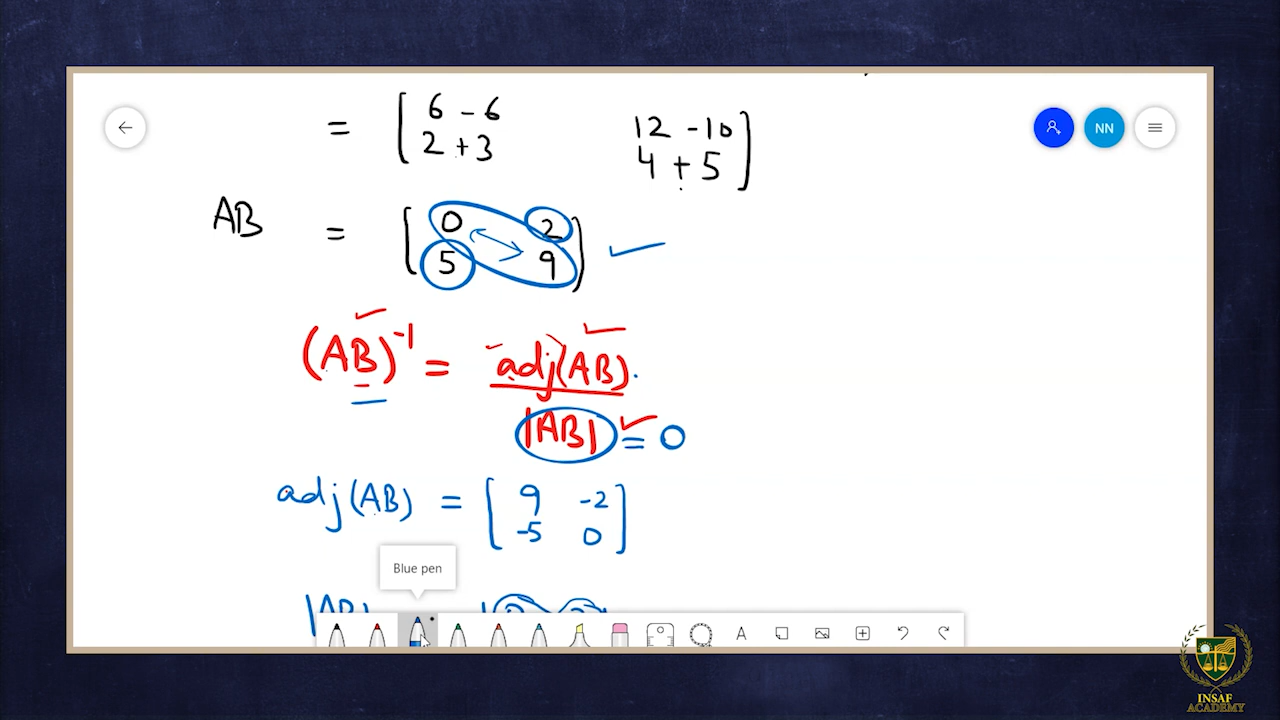 = [ 6 - 6 12 - 10 ]
2 + 3 4 + 5
AB = [ 0 2 ]
5 9
(AB)⁻¹ = adj(AB)
|AB| = 0
adj(AB) = [ 9 -2 ]
-5 0
Blue pen
|AB|
NN
A
INSAF
ACADEMY